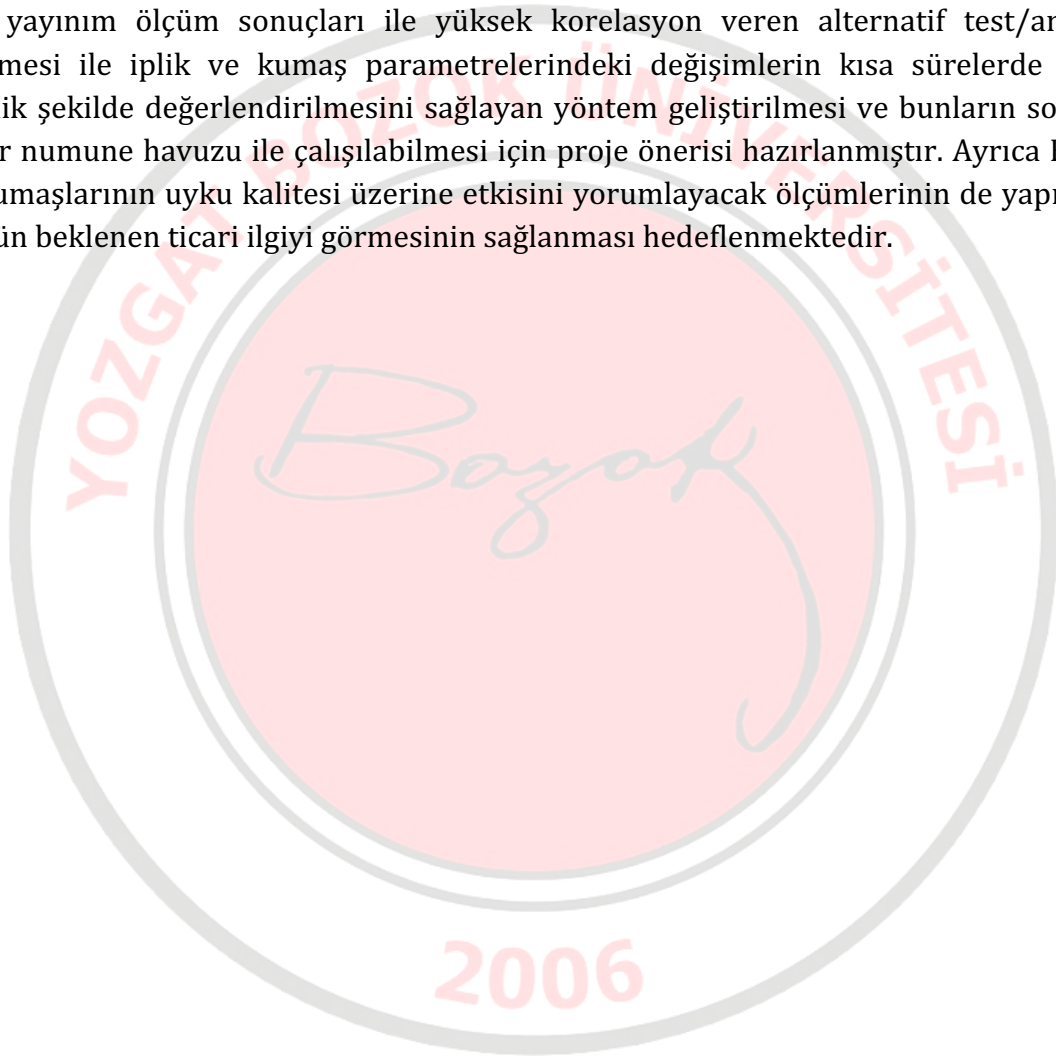 yayınım ölçüm sonuçları ile yüksek korelasyon veren alternatif test/an
mesi ile iplik ve kumaş parametrelerindeki değişimlerin kısa sürelerde
ik şekilde değerlendirilmesini sağlayan yöntem geliştirilmesi ve bunların so
r numune havuzu ile çalışılabilmesi için proje önerisi hazırlanmıştır. Ayrıca
umaşlarının uyku kalitesi üzerine etkisini yorumlayacak ölçümlerinin de yapı
ün beklenen ticari ilgiyi görmesinin sağlanması hedeflenmektedir.
YOZGAT BOZOK ÜNİVERSİTESİ
Bozok
2006